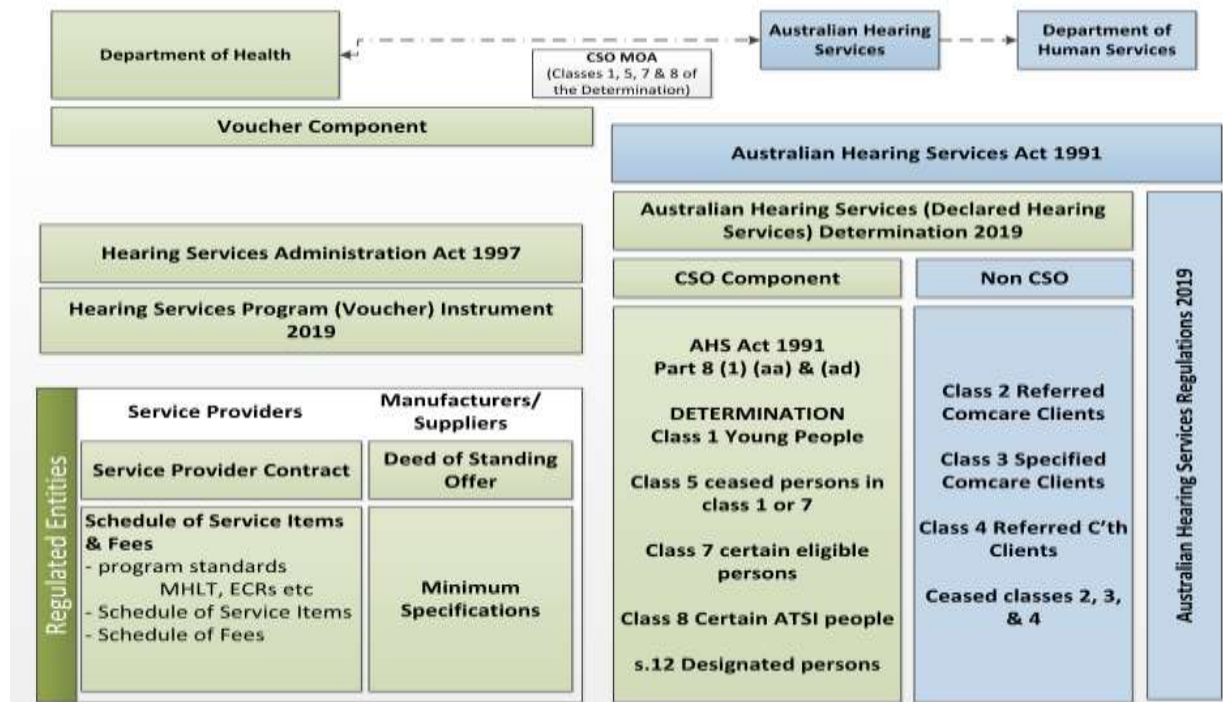 Department of Health
CSO MOA
(Classes 1, 5, 7 & 8 of
the Determination)
Australian Hearing
Services
Department of
Human Services
Voucher Component
Australian Hearing Services Act 1991
Hearing Services Administration Act 1997
Hearing Services Program (Voucher) Instrument
2019
Australian Hearing Services (Declared Hearing
Services) Determination 2019
CSO Component
Non CSO
Australian Hearing Services Regulations 2019
Regulated Entities
Service Providers
Manufacturers/
Suppliers
Service Provider Contract
Deed of Standing
Offer
Schedule of Service Items
& Fees
- program standards
MHLT, ECRs etc
- Schedule of Service Items
- Schedule of Fees
Minimum
Specifications
AHS Act 1991
Part 8 (1) (aa) & (ad)
DETERMINATION
Class 1 Young People
Class 5 ceased persons in
class 1 or 7
Class 7 certain eligible
persons
Class 8 Certain ATSI people
s.12 Designated persons
Class 2 Referred
Comcare Clients
Class 3 Specified
Comcare Clients
Class 4 Referred C'th
Clients
Ceased classes 2, 3,
& 4